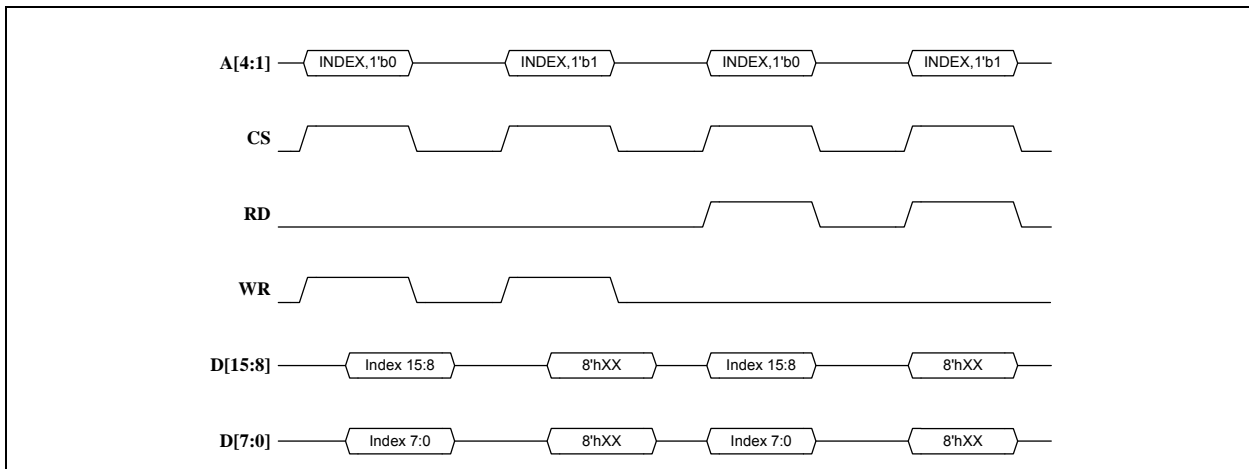 A[4:1] INDEX,1'b0 INDEX,1'b1 INDEX,1'b0 INDEX,1'b1
CS
RD
WR
D[15:8] Index 15:8 8'hXX Index 15:8 8'hXX
D[7:0] Index 7:0 8'hXX Index 7:0 8'hXX